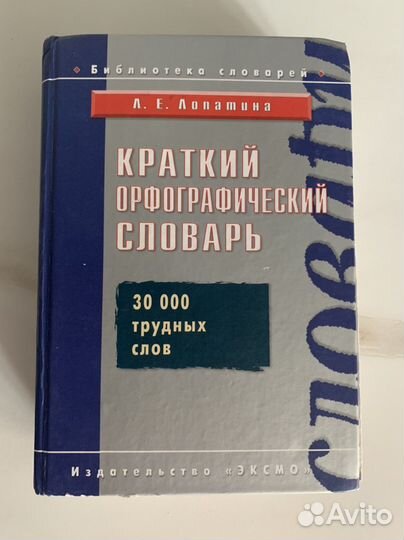 Библиотека словарей
Л. Е. Лопатина
КРАТКИЙ
ОРФОГРАФИЧЕСКИЙ
СЛОВАРЬ
30 000
трудных
слов
словари
Издательство «ЭКСМО»
Avito